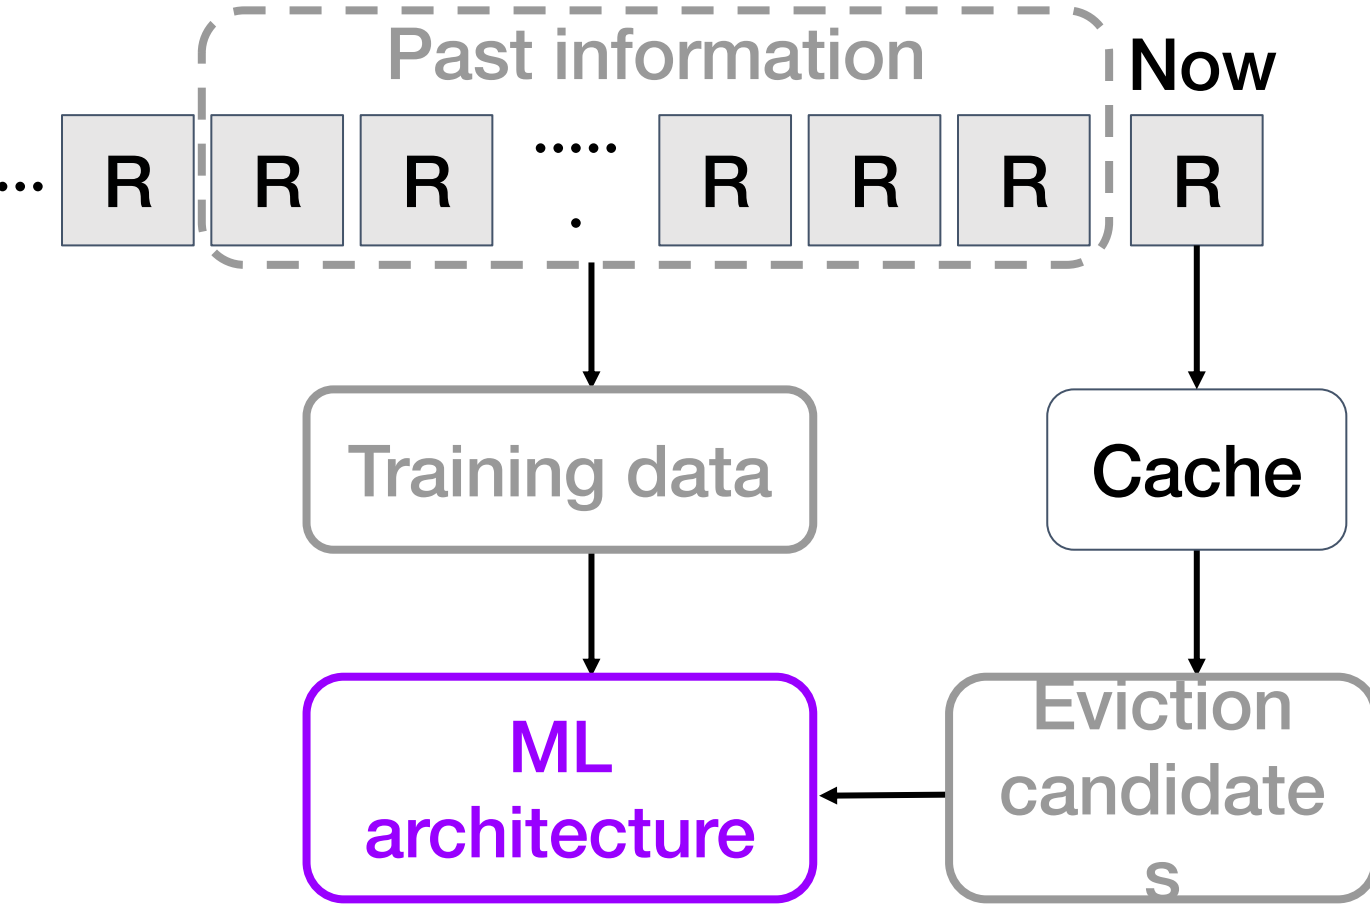 Past information
Now
... R R R ..... R R R R
.
Training data
Cache
ML
architecture
Eviction
candidate
s